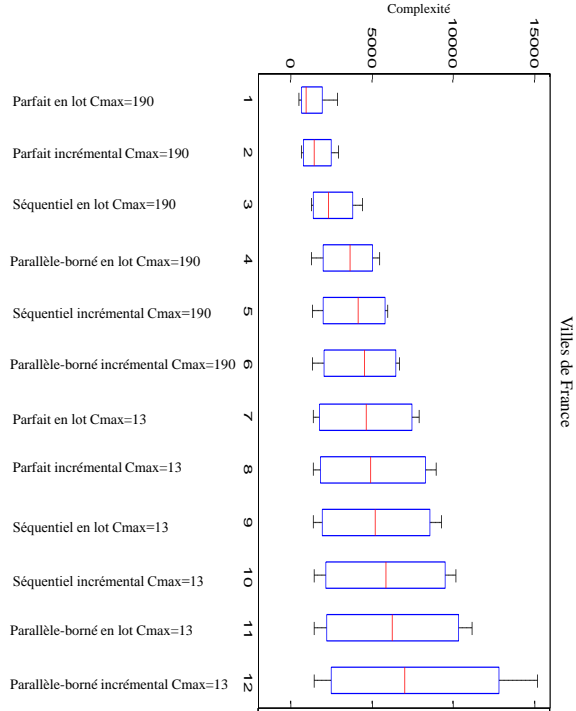 Complexité
0
5000
10000
15000
Villes de France
Parfait en lot Cmax=190
1
Parfait incrémental Cmax=190
2
Séquentiel en lot Cmax=190
3
Parallèle-borné en lot Cmax=190
4
Séquentiel incrémental Cmax=190
5
Parallèle-borné incrémental Cmax=190
6
Parfait en lot Cmax=13
7
Parfait incrémental Cmax=13
8
Séquentiel en lot Cmax=13
9
Séquentiel incrémental Cmax=13
10
Parallèle-borné en lot Cmax=13
11
Parallèle-borné incrémental Cmax=13
12